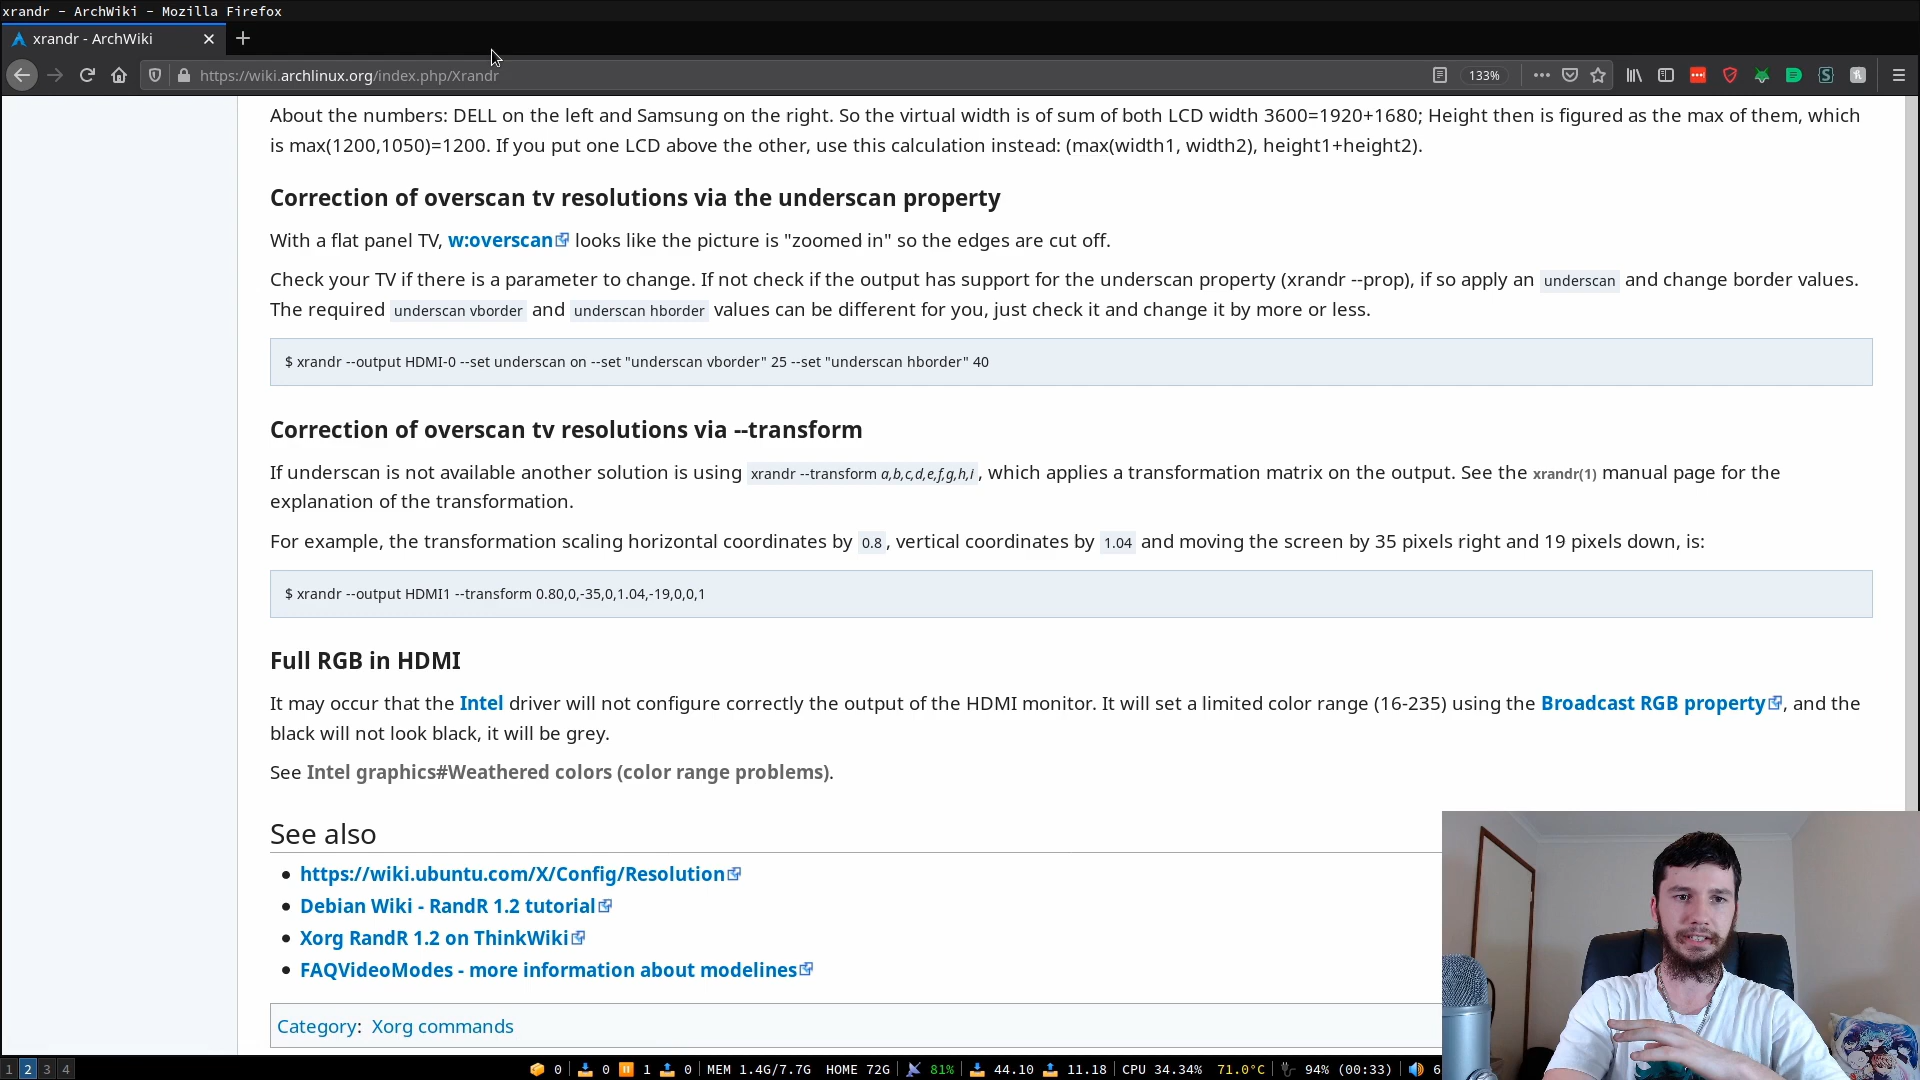 xrandr - ArchWiki - Mozilla Firefox
xrandr - ArchWiki
https://wiki.archlinux.org/index.php/Xrandr
133%
About the numbers: DELL on the left and Samsung on the right. So the virtual width is of sum of both LCD width 3600=1920+1680; Height then is figured as the max of them, which
is max(1200,1050)=1200. If you put one LCD above the other, use this calculation instead: (max(width1, width2), height1+height2).
Correction of overscan tv resolutions via the underscan property
With a flat panel TV, w:overscan looks like the picture is "zoomed in" so the edges are cut off.
Check your TV if there is a parameter to change. If not check if the output has support for the underscan property (xrandr --prop), if so apply an underscan and change border values.
The required underscan vborder and underscan hborder values can be different for you, just check it and change it by more or less.
$ xrandr --output HDMI-0 --set underscan on --set "underscan vborder" 25 --set "underscan hborder" 40
Correction of overscan tv resolutions via --transform
If underscan is not available another solution is using xrandr --transform a,b,c,d,e,f,g,h,i, which applies a transformation matrix on the output. See the xrandr(1) manual page for the
explanation of the transformation.
For example, the transformation scaling horizontal coordinates by 0.8, vertical coordinates by 1.04 and moving the screen by 35 pixels right and 19 pixels down, is:
$ xrandr --output HDMI1 --transform 0.80,0,-35,0,1.04,-19,0,0,1
Full RGB in HDMI
It may occur that the Intel driver will not configure correctly the output of the HDMI monitor. It will set a limited color range (16-235) using the Broadcast RGB property, and the
black will not look black, it will be grey.
See Intel graphics#Weathered colors (color range problems).
See also
https://wiki.ubuntu.com/X/Config/Resolution
Debian Wiki - RandR 1.2 tutorial
Xorg RandR 1.2 on ThinkWiki
FAQVideoModes - more information about modelines
Category: Xorg commands
1 2 3 4 0 0 1 0 MEM 1.4G/7.7G HOME 72G 81% 44.10 11.18 CPU 34.34% 71.0°C 94% (00:33) 6